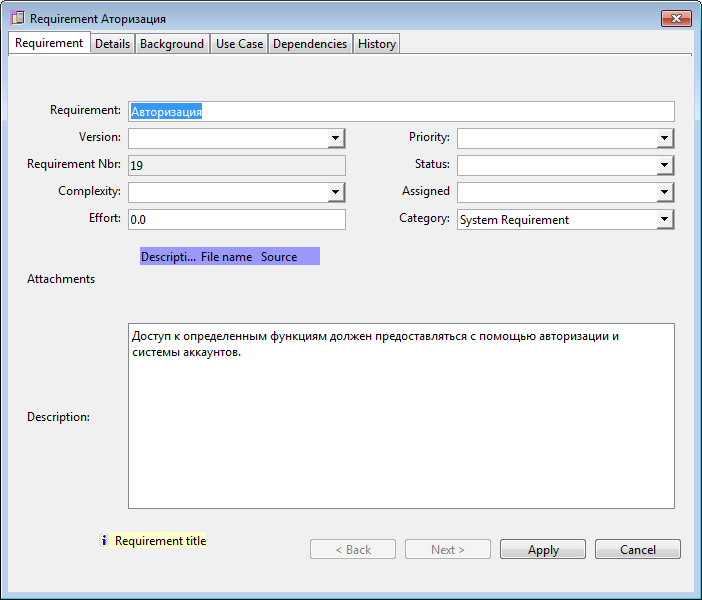 Requirement Аторизация
Requirement Details Background Use Case Dependencies History
Requirement: Авторизация
Version: Priority:
Requirement Nbr: 19 Status:
Complexity: Assigned
Effort: 0.0 Category: System Requirement
Descripti... File name Source
Attachments
Доступ к определенным функциям должен предоставляться с помощью авторизации и
системы аккаунтов.
Description:
i Requirement title
< Back Next > Apply Cancel